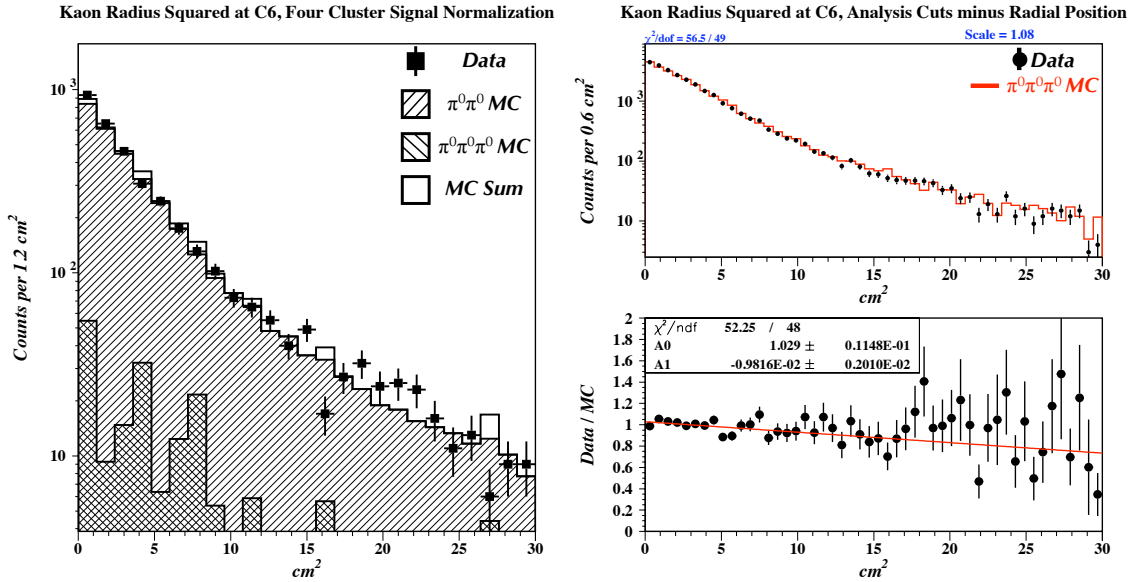 Kaon Radius Squared at C6, Four Cluster Signal Normalization
Counts per 1.2 cm²
10³
10²
10
Data
π⁰π⁰ MC
π⁰π⁰π⁰ MC
MC Sum
0 5 10 15 20 25 30
cm²
Kaon Radius Squared at C6, Analysis Cuts minus Radial Position
χ²/dof = 56.5 / 49
Scale = 1.08
Counts per 0.6 cm²
10³
10²
10
Data
π⁰π⁰π⁰ MC
0 5 10 15 20 25 30
cm²
Data / MC
2
1.8
1.6
1.4
1.2
1
0.8
0.6
0.4
0.2
0
χ²/ndf 52.25 / 48
A0 1.029 ± 0.1148E-01
A1 -0.9816E-02 ± 0.2010E-02
0 5 10 15 20 25 30
cm²